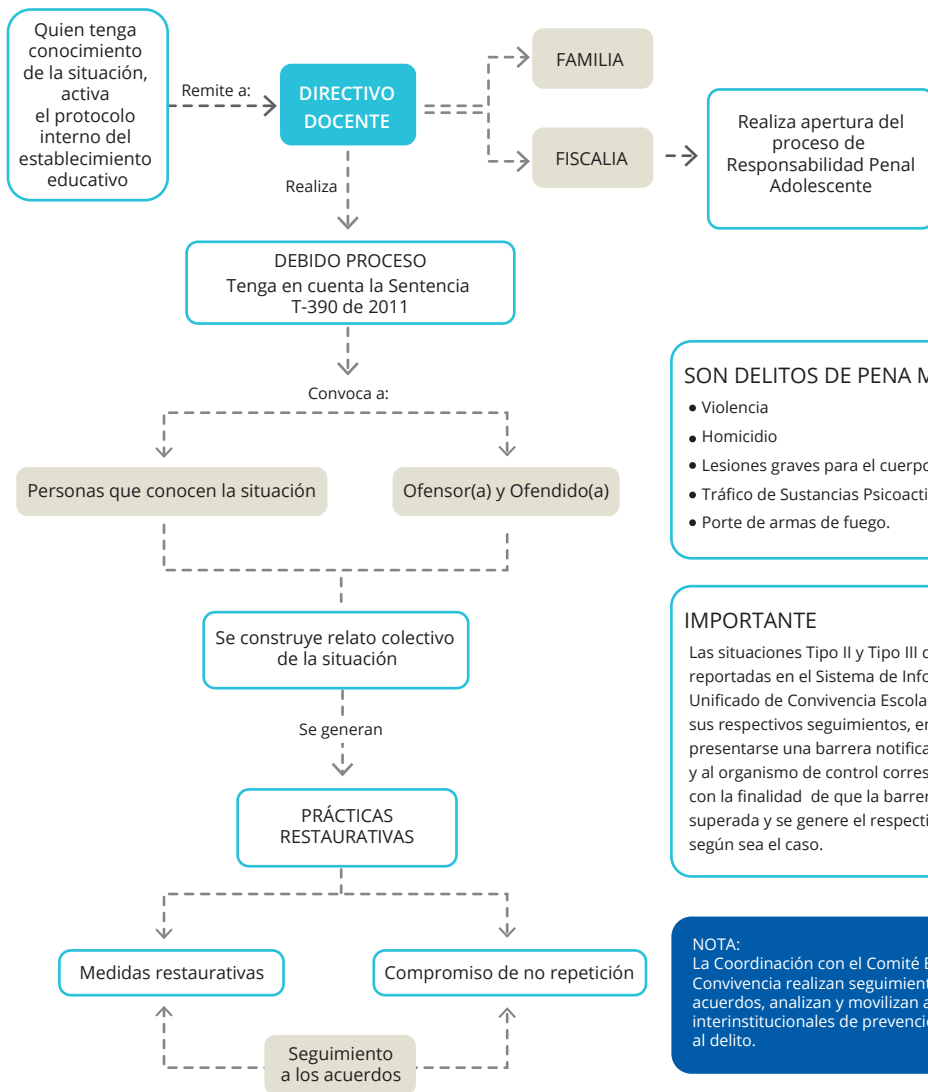 Quien tenga
conocimiento
de la situación,
activa
el protocolo
interno del
establecimiento
educativo
Remite a:
DIRECTIVO
DOCENTE
FAMILIA
FISCALIA
Realiza apertura del
proceso de
Responsabilidad Penal
Adolescente
Realiza
DEBIDO PROCESO
Tenga en cuenta la Sentencia
T-390 de 2011
Convoca a:
Personas que conocen la situación
Ofensor(a) y Ofendido(a)
Se construye relato colectivo
de la situación
Se generan
PRÁCTICAS
RESTAURATIVAS
Medidas restaurativas
Compromiso de no repetición
Seguimiento
a los acuerdos
SON DELITOS DE PENA
• Violencia
• Homicidio
• Lesiones graves para el cuerpo
• Tráfico de Sustancias
• Porte de armas de fuego.
IMPORTANTE
Las situaciones Tipo II y Tipo III
reportadas en el Sistema de
Unificado de Convivencia
sus respectivos seguimientos,
presentarse una barrera
y al organismo de control
con la finalidad de que la
superada y se genere el
según sea el caso.
NOTA:
La Coordinación con el Comité
Convivencia realizan
acuerdos, analizan y movilizan
interinstitucionales de
al delito.